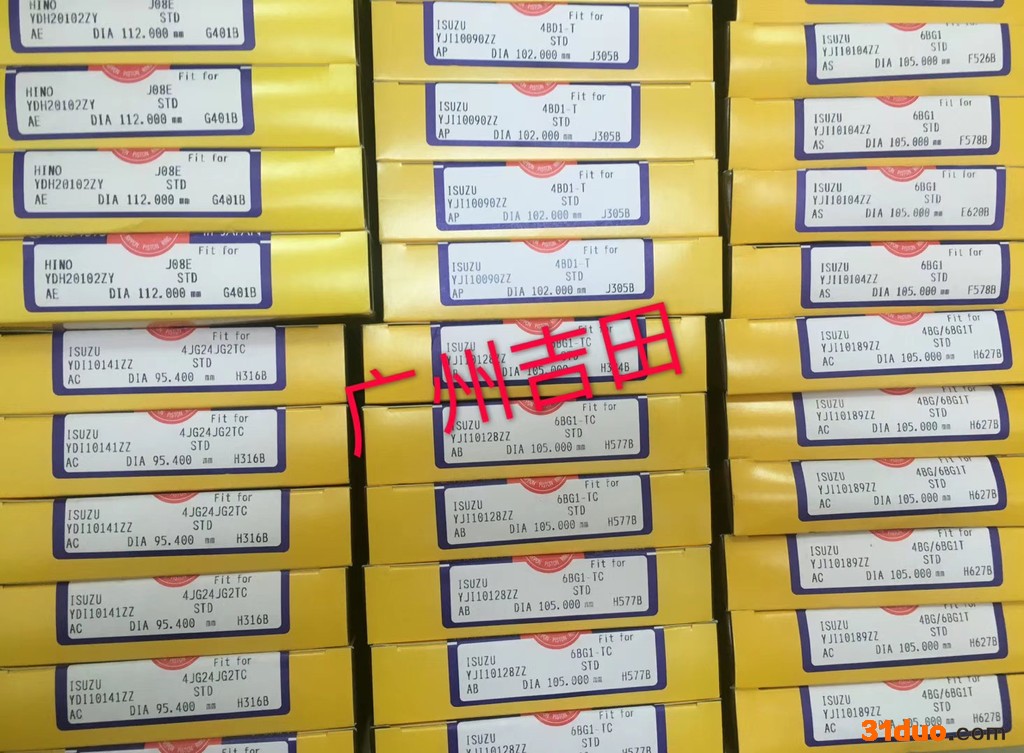 HINO J08E
YDH20102ZY STD
AE DIA 112.000 mm G401B
Fit for
HINO J08E
YDH20102ZY STD
AE DIA 112.000 mm G401B
Fit for
HINO J08E
YDH20102ZY STD
AE DIA 112.000 mm G401B
Fit for
HINO J08E
YDH20102ZY STD
AE DIA 112.000 mm G401B
Fit for
ISUZU 4JG24JG2TC
YDI10141ZZ STD
AC DIA 95.400 mm H316B
Fit for
ISUZU 4JG24JG2TC
YDI10141ZZ STD
AC DIA 95.400 mm H316B
Fit for
ISUZU 4JG24JG2TC
YDI10141ZZ STD
AC DIA 95.400 mm H316B
Fit for
ISUZU 4JG24JG2TC
YDI10141ZZ STD
AC DIA 95.400 mm H316B
Fit for
ISUZU 4JG24JG2TC
YDI10141ZZ STD
AC DIA 95.400 mm H316B
Fit for
Fit for
ISUZU 4BD1-T
YJI10090ZZ STD
AP DIA 102.000 mm J305B
Fit for
ISUZU 4BD1-T
YJI10090ZZ STD
AP DIA 102.000 mm J305B
Fit for
ISUZU 4BD1-T
YJI10090ZZ STD
AP DIA 102.000 mm J305B
Fit for
ISUZU 4BD1-T
YJI10090ZZ STD
AP DIA 102.000 mm J305B
广州吉田
Fit for
ISUZU 6BG1-TC
YJI10128ZZ STD
AB DIA 105.000 mm H577B
Fit for
ISUZU 6BG1-TC
YJI10128ZZ STD
AB DIA 105.000 mm H577B
Fit for
ISUZU 6BG1-TC
YJI10128ZZ STD
AB DIA 105.000 mm H577B
Fit for
ISUZU 6BG1-TC
YJI10128ZZ STD
AB DIA 105.000 mm H577B
Fit for
ISUZU 6BG1-TC
YJI10128ZZ STD
ISUZU 6BG1
YJI10104ZZ STD
AS DIA 105.000 mm F526B
Fit for
ISUZU 6BG1
YJI10104ZZ STD
AS DIA 105.000 mm F578B
Fit for
ISUZU 6BG1
YJI10104ZZ STD
AS DIA 105.000 mm E620B
Fit for
ISUZU 6BG1
YJI10104ZZ STD
AS DIA 105.000 mm F578B
Fit for
ISUZU 4BG/6BG1T
YJI10189ZZ STD
AC DIA 105.000 mm H627B
ISUZU 4BG/6BG1T
YJI10189ZZ STD
AC DIA 105.000 mm H627B
ISUZU 4BG/6BG1T
YJI10189ZZ STD
AC DIA 105.000 mm H627B
Fit for
ISUZU 4BG/6BG1T
YJI10189ZZ STD
AC DIA 105.000 mm H627B
ISUZU 4BG/6BG1T
YJI10189ZZ STD
AC DIA 105.000 mm H627B
Fit for
ISUZU 4BG/6BG1T
YJI10189ZZ STD
AC H627B
31duo.com